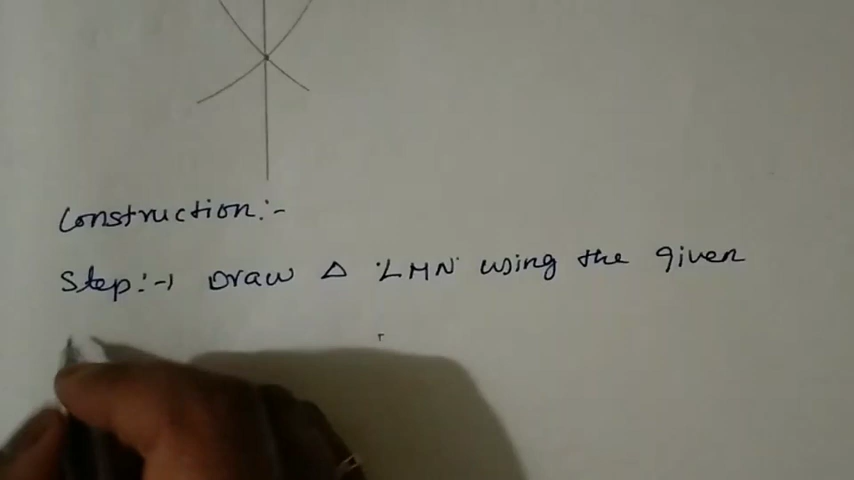 Construction:-
Step:-1 Draw Δ LMN using the given